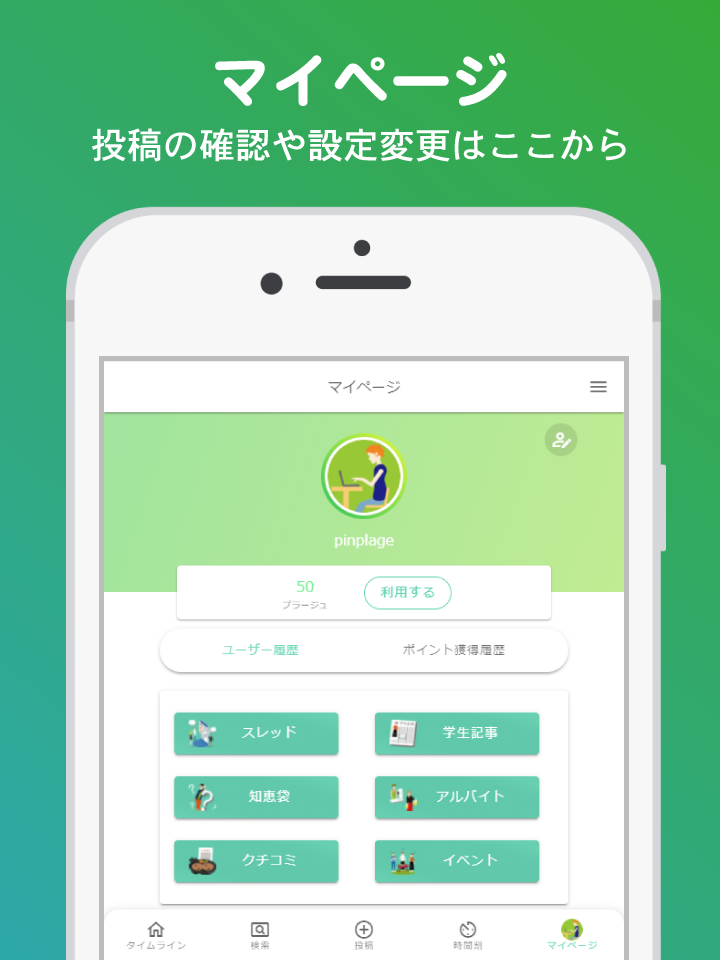 マイページ
投稿の確認や設定変更はここから
マイページ
pinplage
50
プラージュ
利用する
ユーザー履歴
ポイント獲得履歴
スレッド
学生記事
知恵袋
アルバイト
クチコミ
イベント
タイムライン
検索
投稿
時間割
マイページ